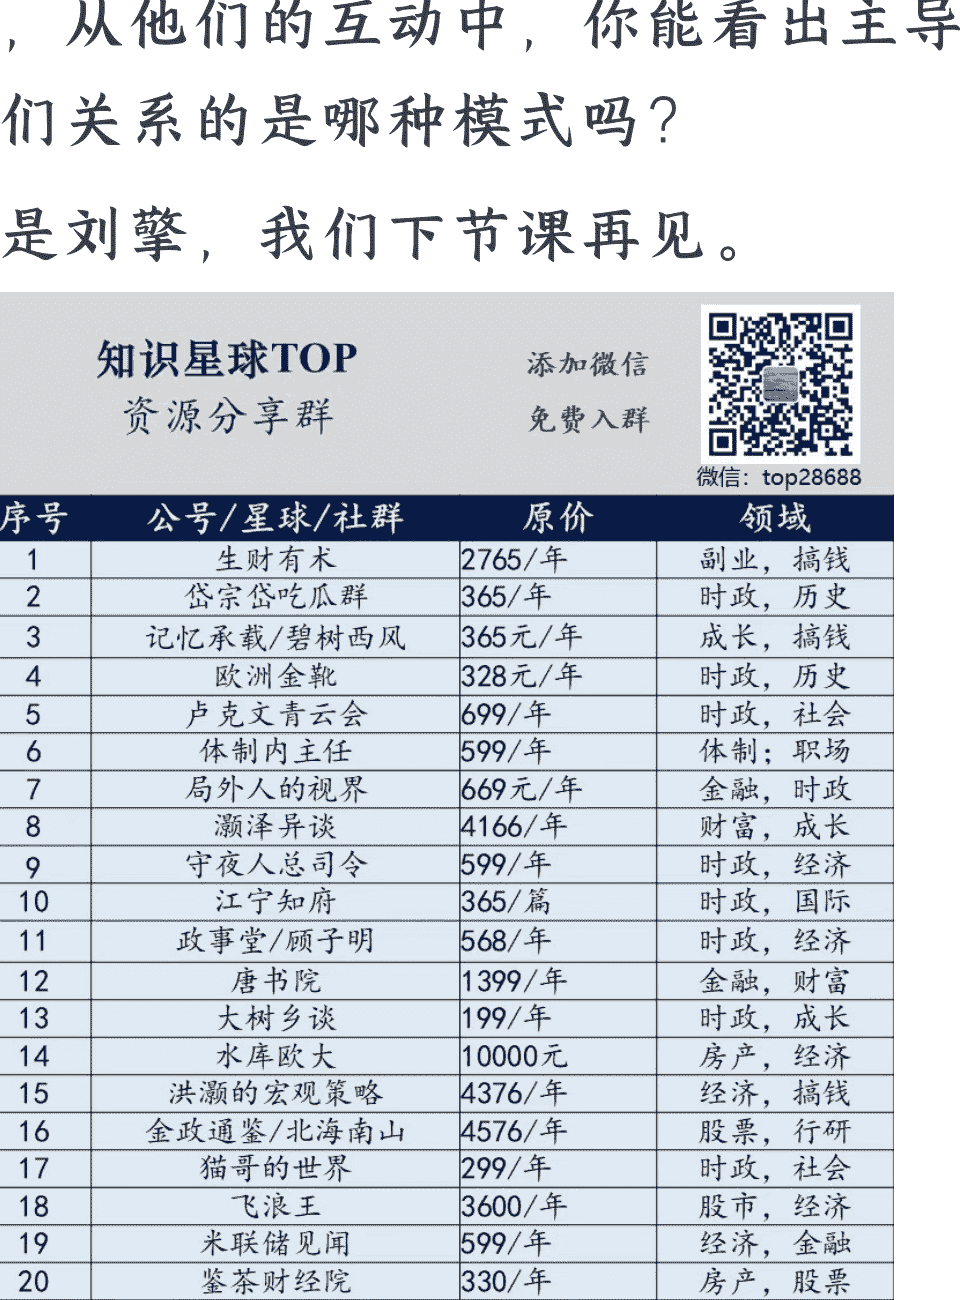 ，从他们的互动中，你能看出主导
们关系的是哪种模式吗？
是刘擎，我们下节课再见。
知识星球TOP
资源分享群
添加微信
免费入群
微信：top28688
序号 公号/星球/社群 原价 领域
1 生财有术 2765/年 副业，搞钱
2 岱宗岱吃瓜群 365/年 时政，历史
3 记忆承载/碧树西风 365元/年 成长，搞钱
4 欧洲金靴 328元/年 时政，历史
5 卢克文青云会 699/年 时政，社会
6 体制内主任 599/年 体制；职场
7 局外人的视界 669元/年 金融，时政
8 灏泽异谈 4166/年 财富，成长
9 守夜人总司令 599/年 时政，经济
10 江宁知府 365/篇 时政，国际
11 政事堂/顾子明 568/年 时政，经济
12 唐书院 1399/年 金融，财富
13 大树乡谈 199/年 时政，成长
14 水库欧大 10000元 房产，经济
15 洪灏的宏观策略 4376/年 经济，搞钱
16 金政通鉴/北海南山 4576/年 股票，行研
17 猫哥的世界 299/年 时政，社会
18 飞浪王 3600/年 股市，经济
19 米联储见闻 599/年 经济，金融
20 鉴茶财经院 330/年 房产，股票